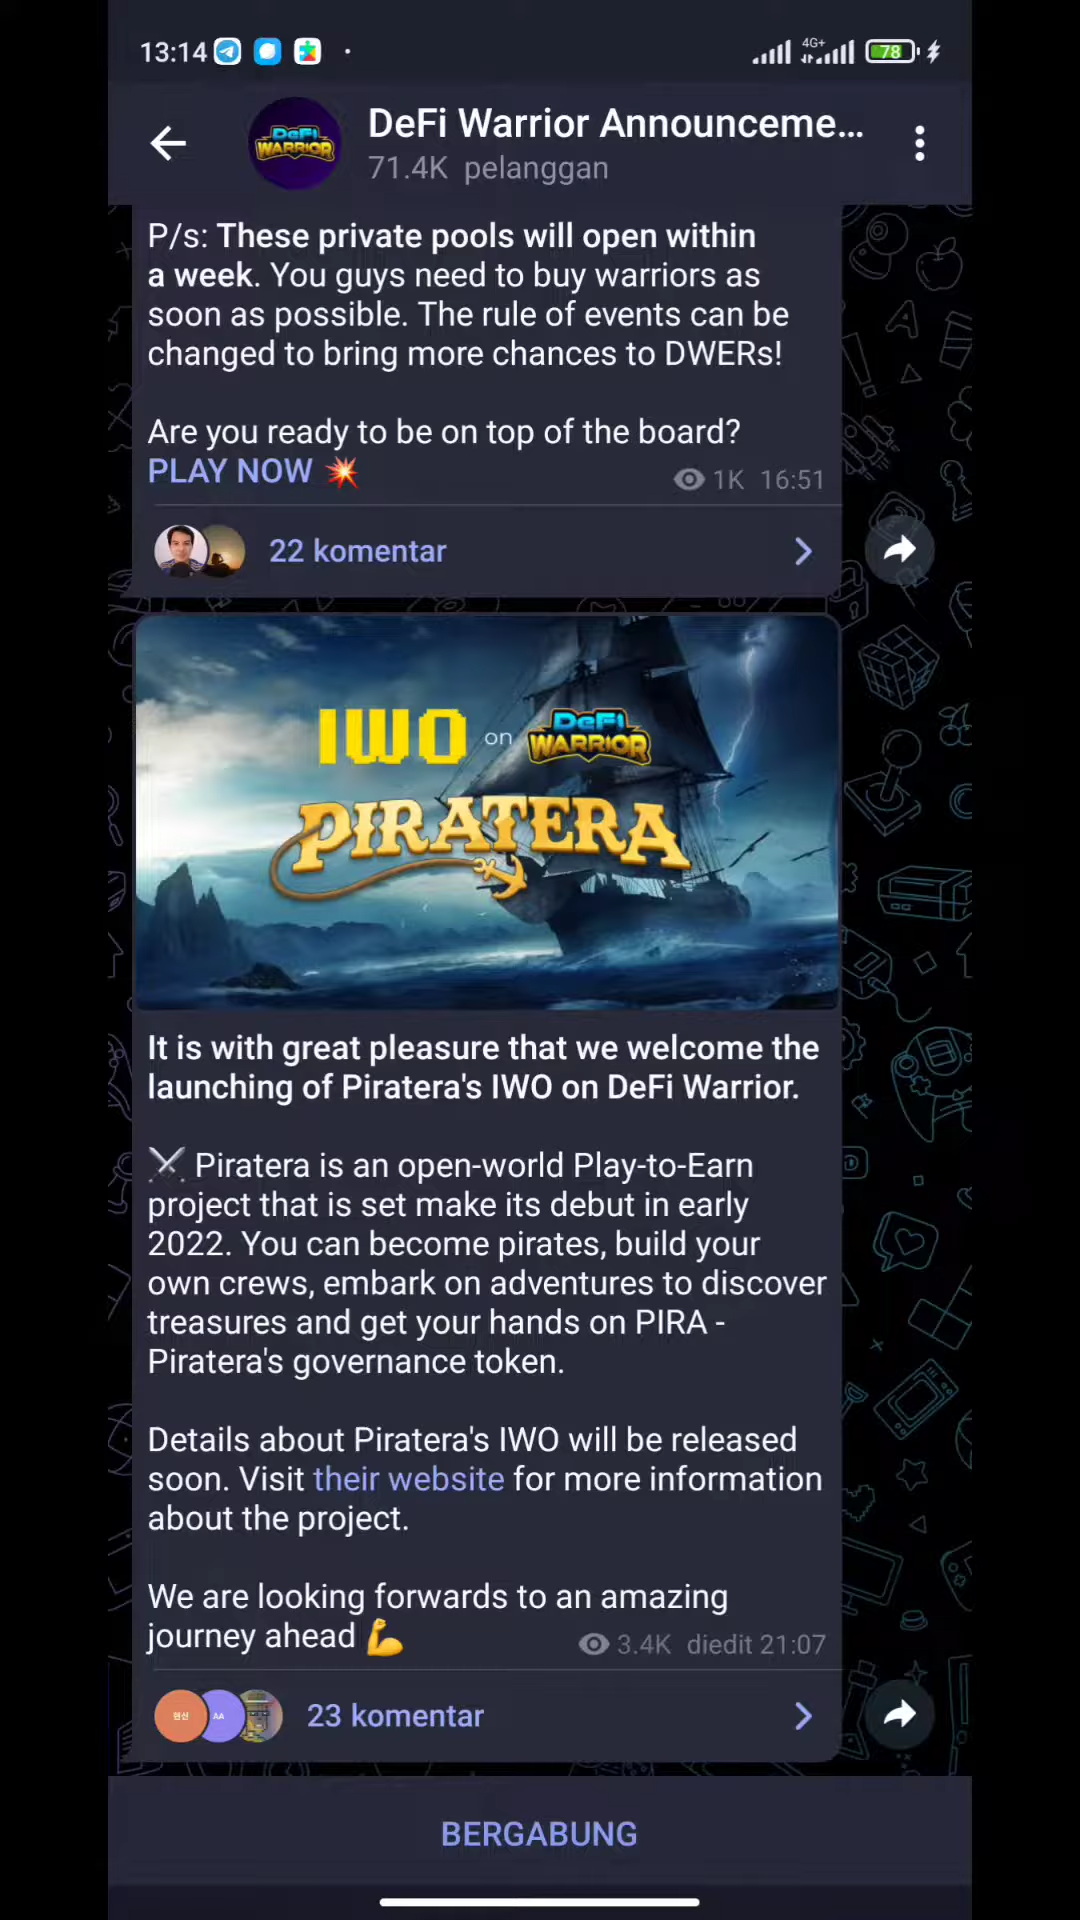 13:14
4G+
78
DeFi Warrior Announceme...
71.4K pelanggan
P/s: These private pools will open within
a week. You guys need to buy warriors as
soon as possible. The rule of events can be
changed to bring more chances to DWERs!
Are you ready to be on top of the board?
PLAY NOW 💥
1K 16:51
22 komentar
IWO on DeFi WARRIOR
PIRATERA
It is with great pleasure that we welcome the
launching of Piratera's IWO on DeFi Warrior.
⚔️ Piratera is an open-world Play-to-Earn
project that is set make its debut in early
2022. You can become pirates, build your
own crews, embark on adventures to discover
treasures and get your hands on PIRA -
Piratera's governance token.
Details about Piratera's IWO will be released
soon. Visit their website for more information
about the project.
We are looking forwards to an amazing
journey ahead 💪
3.4K diedit 21:07
AA
23 komentar
BERGABUNG